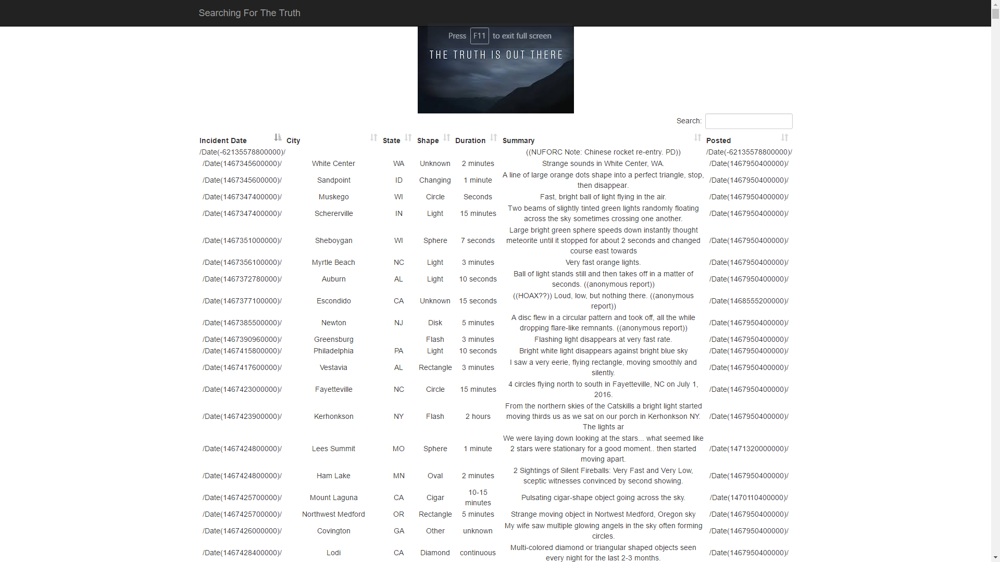 Searching For The Truth
Press F11 to exit full screen
THE TRUTH IS OUT THERE
Search:
Incident Date City State Shape Duration Summary Posted
/Date(-62135578800000)/ ((NUFORC Note: Chinese rocket re-entry. PD)) /Date(-62135578800000)/
/Date(1467345600000)/ White Center WA Unknown 2 minutes Strange sounds in White Center, WA. /Date(1467950400000)/
/Date(1467345600000)/ Sandpoint ID Changing 1 minute A line of large orange dots shape into a perfect triangle, stop,
then disappear. /Date(1467950400000)/
/Date(1467347400000)/ Muskego WI Circle Seconds Fast, bright ball of light flying in the air. /Date(1467950400000)/
/Date(1467347400000)/ Schererville IN Light 15 minutes Two beams of slightly tinted green lights randomly floating
across the sky sometimes crossing one another. /Date(1467950400000)/
/Date(1467351000000)/ Sheboygan WI Sphere 7 seconds Large bright green sphere speeds down instantly thought
meteorite until it stopped for about 2 seconds and changed
course east towards /Date(1467950400000)/
/Date(1467356100000)/ Myrtle Beach NC Light 3 minutes Very fast orange lights. /Date(1467950400000)/
/Date(1467372780000)/ Auburn AL Light 10 seconds Ball of light stands still and then takes off in a matter of
seconds. ((anonymous report)) /Date(1467950400000)/
/Date(1467377100000)/ Escondido CA Unknown 15 seconds ((HOAX??)) Loud, low, but nothing there. ((anonymous
report)) /Date(1468555200000)/
/Date(1467385500000)/ Newton NJ Disk 5 minutes A disc flew in a circular pattern and took off, all the while
dropping flare-like remnants. ((anonymous report)) /Date(1467950400000)/
/Date(1467390960000)/ Greensburg Flash 3 minutes Flashing light disappears at very fast rate. /Date(1467950400000)/
/Date(1467415800000)/ Philadelphia PA Light 10 seconds Bright white light disappears against bright blue sky /Date(1467950400000)/
/Date(1467417600000)/ Vestavia AL Rectangle 3 minutes I saw a very eerie, flying rectangle, moving smoothly and
silently. /Date(1467950400000)/
/Date(1467423000000)/ Fayetteville NC Circle 15 minutes 4 circles flying north to south in Fayetteville, NC on July 1,
2016. /Date(1467950400000)/
/Date(1467423900000)/ Kerhonkson NY Flash 2 hours From the northern skies of the Catskills a bright light started
moving thirds us as we sat on our porch in Kerhonkson NY.
The lights ar /Date(1467950400000)/
/Date(1467424800000)/ Lees Summit MO Sphere 1 minute We were laying down looking at the stars... what seemed like
2 stars were stationary for a good moment.. then started
moving apart. /Date(1471320000000)/
/Date(1467424800000)/ Ham Lake MN Oval 2 minutes 2 Sightings of Silent Fireballs: Very Fast and Very Low,
sceptic witnesses convinced by second showing. /Date(1467950400000)/
/Date(1467425700000)/ Mount Laguna CA Cigar 10-15
minutes Pulsating cigar-shape object going across the sky. /Date(1470110400000)/
/Date(1467425700000)/ Northwest Medford OR Rectangle 5 minutes Strange moving object in Nortwest Medford, Oregon sky /Date(1467950400000)/
/Date(1467426000000)/ Covington GA Other unknown My wife saw multiple glowing angels in the sky often forming
circles. /Date(1467950400000)/
/Date(1467428400000)/ Lodi CA Diamond continuous Multi-colored diamond or triangular shaped objects seen
every night for the last 2-3 months. /Date(1467950400000)/